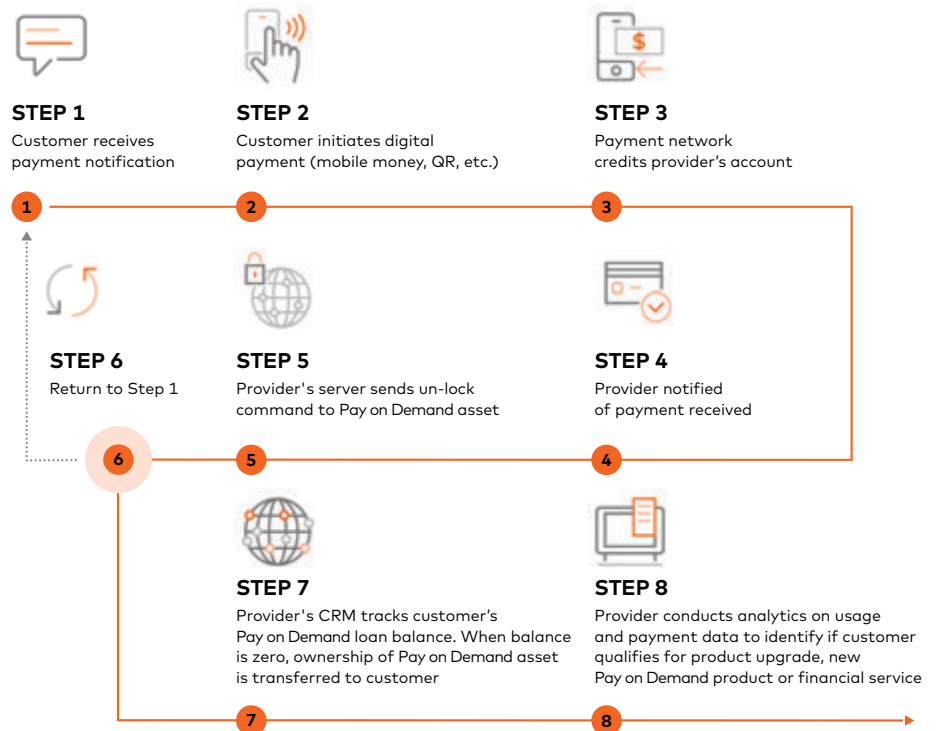 $
STEP 1
Customer receives
payment notification
STEP 2
Customer initiates digital
payment (mobile money, QR, etc.)
STEP 3
Payment network
credits provider's account
1
2
3
STEP 6
Return to Step 1
STEP 5
Provider's server sends un-lock
command to Pay on Demand asset
STEP 4
Provider notified
of payment received
6
5
4
STEP 7
Provider's CRM tracks customer's
Pay on Demand loan balance. When balance
is zero, ownership of Pay on Demand asset
is transferred to customer
STEP 8
Provider conducts analytics on usage
and payment data to identify if customer
qualifies for product upgrade, new
Pay on Demand product or financial service
7
8